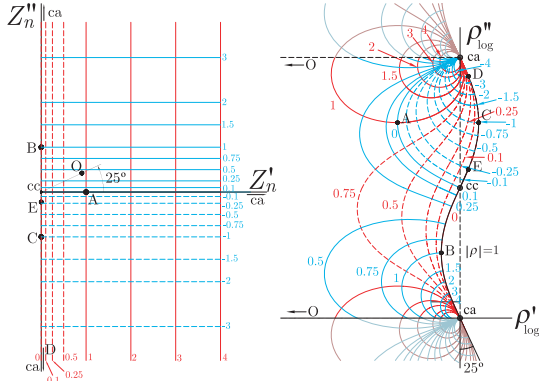 Z''n
ca
3
2
1.5
B
1
0.75
O
0.5
0.25
25º
Z'n
cc
0.1
ca
A
-0.1
E
-0.25
-0.5
-0.75
C
-1
-1.5
-2
-3
D
ca
0
0.5
1
2
3
4
0.1
0.25
ρ''log
3
4
2
ca
O
1.5
D
-4
-3
-2
-1.5
1
A
C
-1
0
0.25
-0.5
0.1
E
-0.25
-0.1
cc
0.1
0.75
0.5
0.25
0
B
|ρ|=1
0.5
0.75
1
1.5
2
3
O
ca
ρ'log
25º